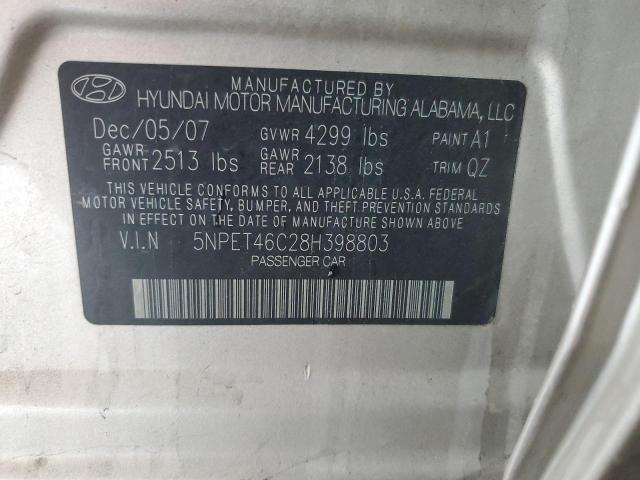 MANUFACTURED BY
HYUNDAI MOTOR MANUFACTURING ALABAMA, LLC
Dec/05/07 GVWR 4299 lbs PAINT A1
GAWR FRONT 2513 lbs GAWR REAR 2138 lbs TRIM QZ
THIS VEHICLE CONFORMS TO ALL APPLICABLE U.S.A. FEDERAL
MOTOR VEHICLE SAFETY, BUMPER, AND THEFT PREVENTION STANDARDS
IN EFFECT ON THE DATE OF MANUFACTURE SHOWN ABOVE
V.I.N 5NPET46C28H398803
PASSENGER CAR